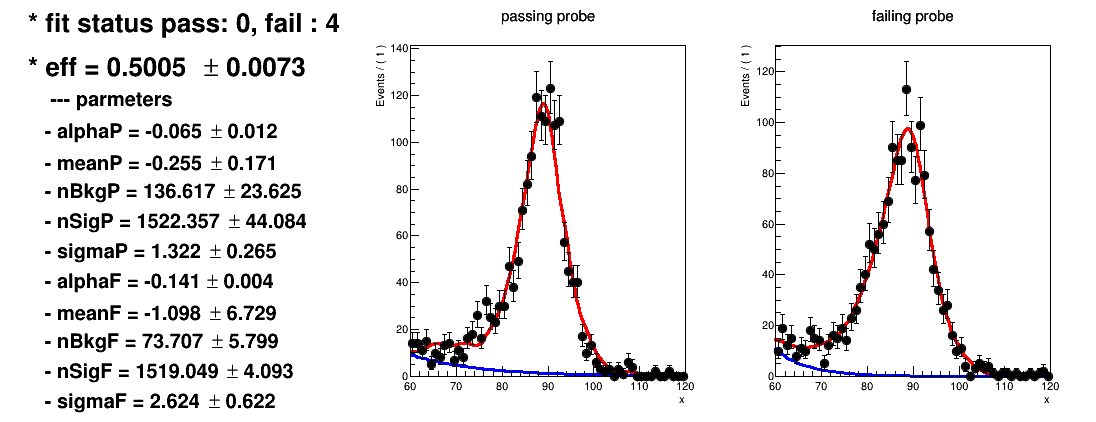 * fit status pass: 0, fail : 4
* eff = 0.5005 ± 0.0073
--- parmeters
- alphaP = -0.065 ± 0.012
- meanP = -0.255 ± 0.171
- nBkgP = 136.617 ± 23.625
- nSigP = 1522.357 ± 44.084
- sigmaP = 1.322 ± 0.265
- alphaF = -0.141 ± 0.004
- meanF = -1.098 ± 6.729
- nBkgF = 73.707 ± 5.799
- nSigF = 1519.049 ± 4.093
- sigmaF = 2.624 ± 0.622
passing probe
Events / ( 1 )
140
120
100
80
60
40
20
0
60 70 80 90 100 110 120
x
failing probe
Events / ( 1 )
120
100
80
60
40
20
0
60 70 80 90 100 110 120
x